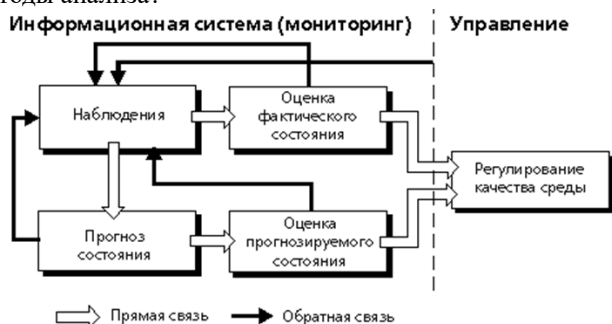 анализа?
Информационная система (мониторинг)
Управление
Наблюдения
Оценка
фактического
состояния
Регулирование
качества среды
Прогноз
состояния
Оценка
прогнозируемого
состояния
Прямая связь
Обратная связь